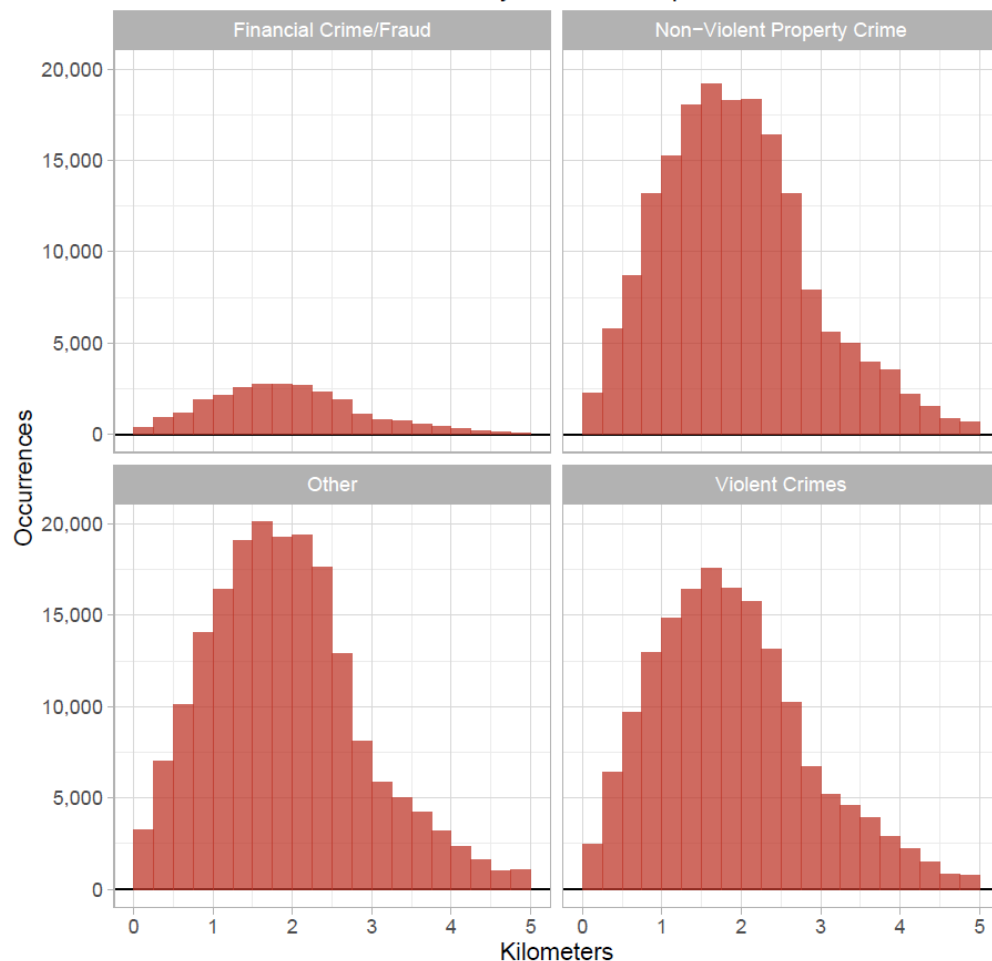 Financial Crime/Fraud
Non−Violent Property Crime
20,000
15,000
10,000
5,000
0
Other
Violent Crimes
20,000
15,000
10,000
5,000
0
Occurrences
0 1 2 3 4 5
0 1 2 3 4 5
Kilometers